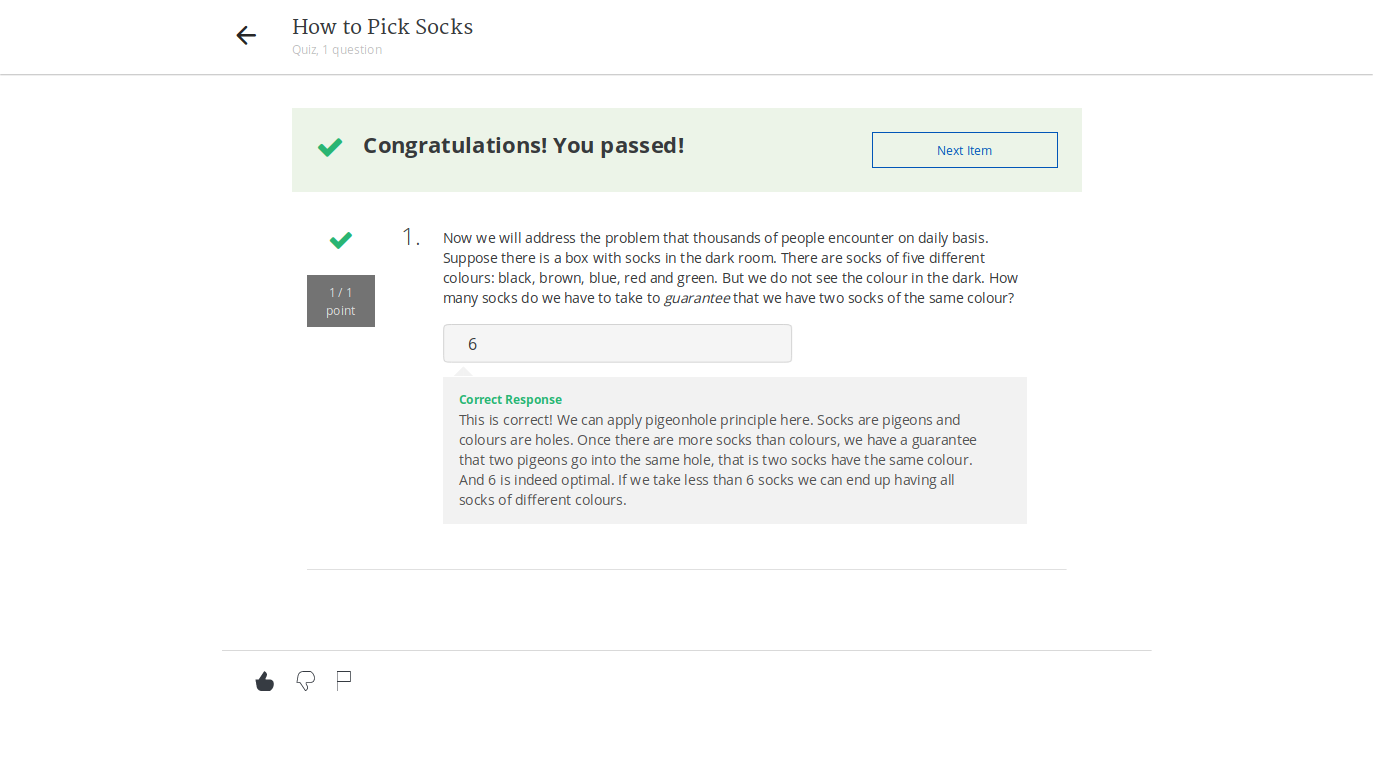 How to Pick Socks
Quiz, 1 question
Congratulations! You passed!
Next Item
1 / 1
point
1.
Now we will address the problem that thousands of people encounter on daily basis.
Suppose there is a box with socks in the dark room. There are socks of five different
colours: black, brown, blue, red and green. But we do not see the colour in the dark. How
many socks do we have to take to guarantee that we have two socks of the same colour?
6
Correct Response
This is correct! We can apply pigeonhole principle here. Socks are pigeons and
colours are holes. Once there are more socks than colours, we have a guarantee
that two pigeons go into the same hole, that is two socks have the same colour.
And 6 is indeed optimal. If we take less than 6 socks we can end up having all
socks of different colours.